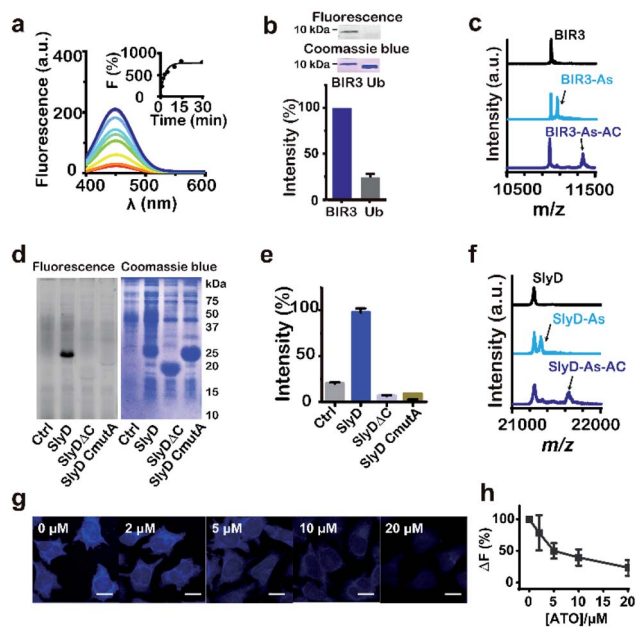 a
Fluorescence (a.u.)
400
200
0
400 500 600
λ (nm)
F (%)
1000
500
0
0 15 30
Time (min)
b
Fluorescence
10 kDa
Coomassie blue
10 kDa
BIR3 Ub
Intensity (%)
100
50
0
BIR3 Ub
c
Intensity (a.u.)
BIR3
BIR3-As
BIR3-As-AC
10500 11500
m/z
d
Fluorescence Coomassie blue
kDa
75
50
37
25
20
15
10
Ctrl
SlyD
SlyDΔC
SlyD CmutA
Ctrl
SlyD
SlyDΔC
SlyD CmutA
e
Intensity (%)
100
50
0
Ctrl
SlyD
SlyDΔC
SlyD CmutA
f
Intensity (a.u.)
SlyD
SlyD-As
SlyD-As-AC
21000 22000
m/z
g
0 μM 2 μM 5 μM 10 μM 20 μM
h
ΔF (%)
100
50
0
0 5 10 15 20
[ATO]/μM